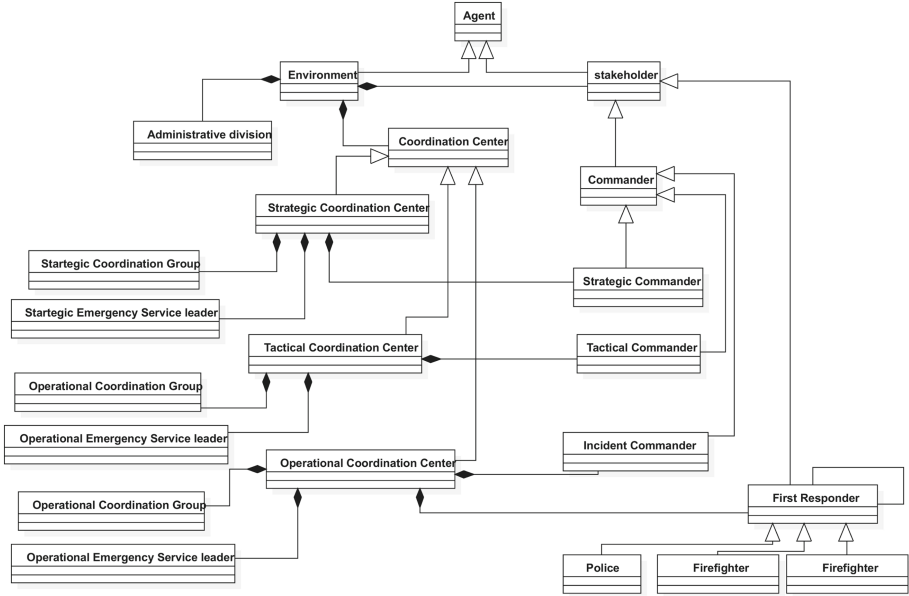 Agent
Environment
stakeholder
Administrative division
Coordination Center
Commander
Strategic Coordination Center
Startegic Coordination Group
Strategic Commander
Startegic Emergency Service leader
Tactical Coordination Center
Tactical Commander
Operational Coordination Group
Operational Emergency Service leader
Incident Commander
Operational Coordination Center
Operational Coordination Group
First Responder
Operational Emergency Service leader
Police
Firefighter
Firefighter